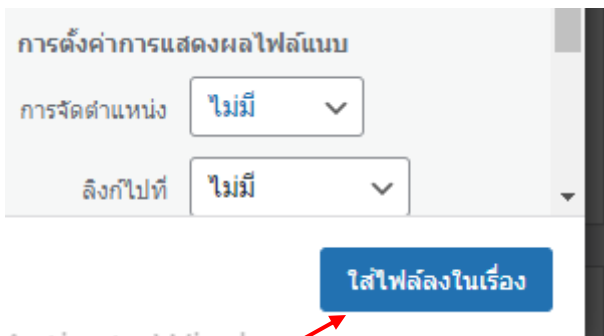 การตั้งค่าการแสดงผลไฟล์แนบ
การจัดตำแหน่ง ไม่มี
ลิงก์ไปที่ ไม่มี
ใส่ไฟล์ลงในเรื่อง